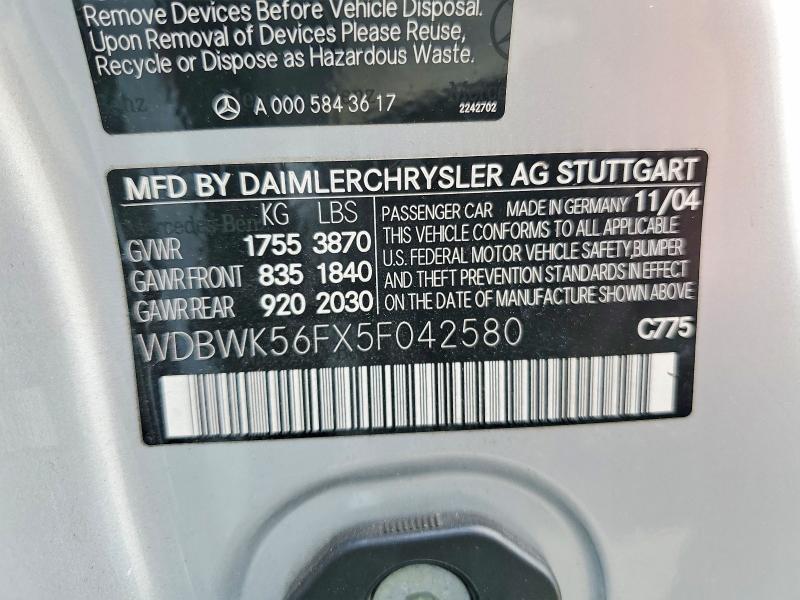 Remove Devices Before Vehicle Disposal.
Upon Removal of Devices Please Reuse,
Recycle or Dispose as Hazardous Waste.
A 000 584 36 17
2242702
MFD BY DAIMLERCHRYSLER AG STUTTGART
KG LBS
GVWR 1755 3870
GAWR FRONT 835 1840
GAWR REAR 920 2030
PASSENGER CAR MADE IN GERMANY 11/04
THIS VEHICLE CONFORMS TO ALL APPLICABLE
U.S. FEDERAL MOTOR VEHICLE SAFETY, BUMPER
AND THEFT PREVENTION STANDARDS IN EFFECT
ON THE DATE OF MANUFACTURE SHOWN ABOVE
WDBWK56FX5F042580
C775